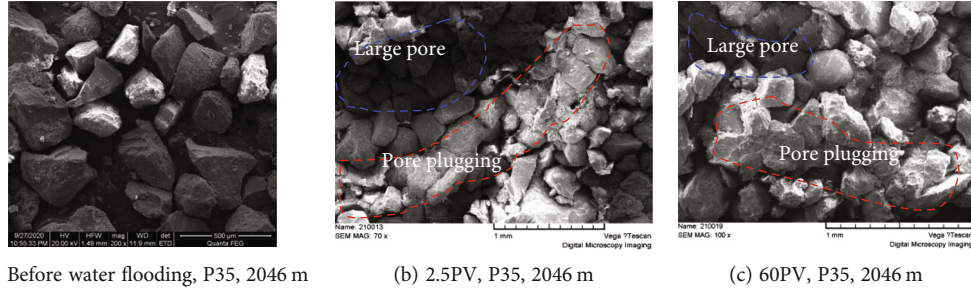 Large pore
Pore plugging
Large pore
Pore plugging
9/27/2020
10:55:33 PM
HV
20.00 kV
HFW
1.49 mm
mag
200 x
WD
11.9 mm
det
ETD
500 µm
Quanta FEG
Name: 210013
SEM MAG: 70 x
1 mm
Vega ?Tescan
Digital Microscopy Imaging
Name: 210019
SEM MAG: 100 x
1 mm
Vega ?Tescan
Digital Microscopy Imaging
Before water flooding, P35, 2046 m
(b) 2.5PV, P35, 2046 m
(c) 60PV, P35, 2046 m